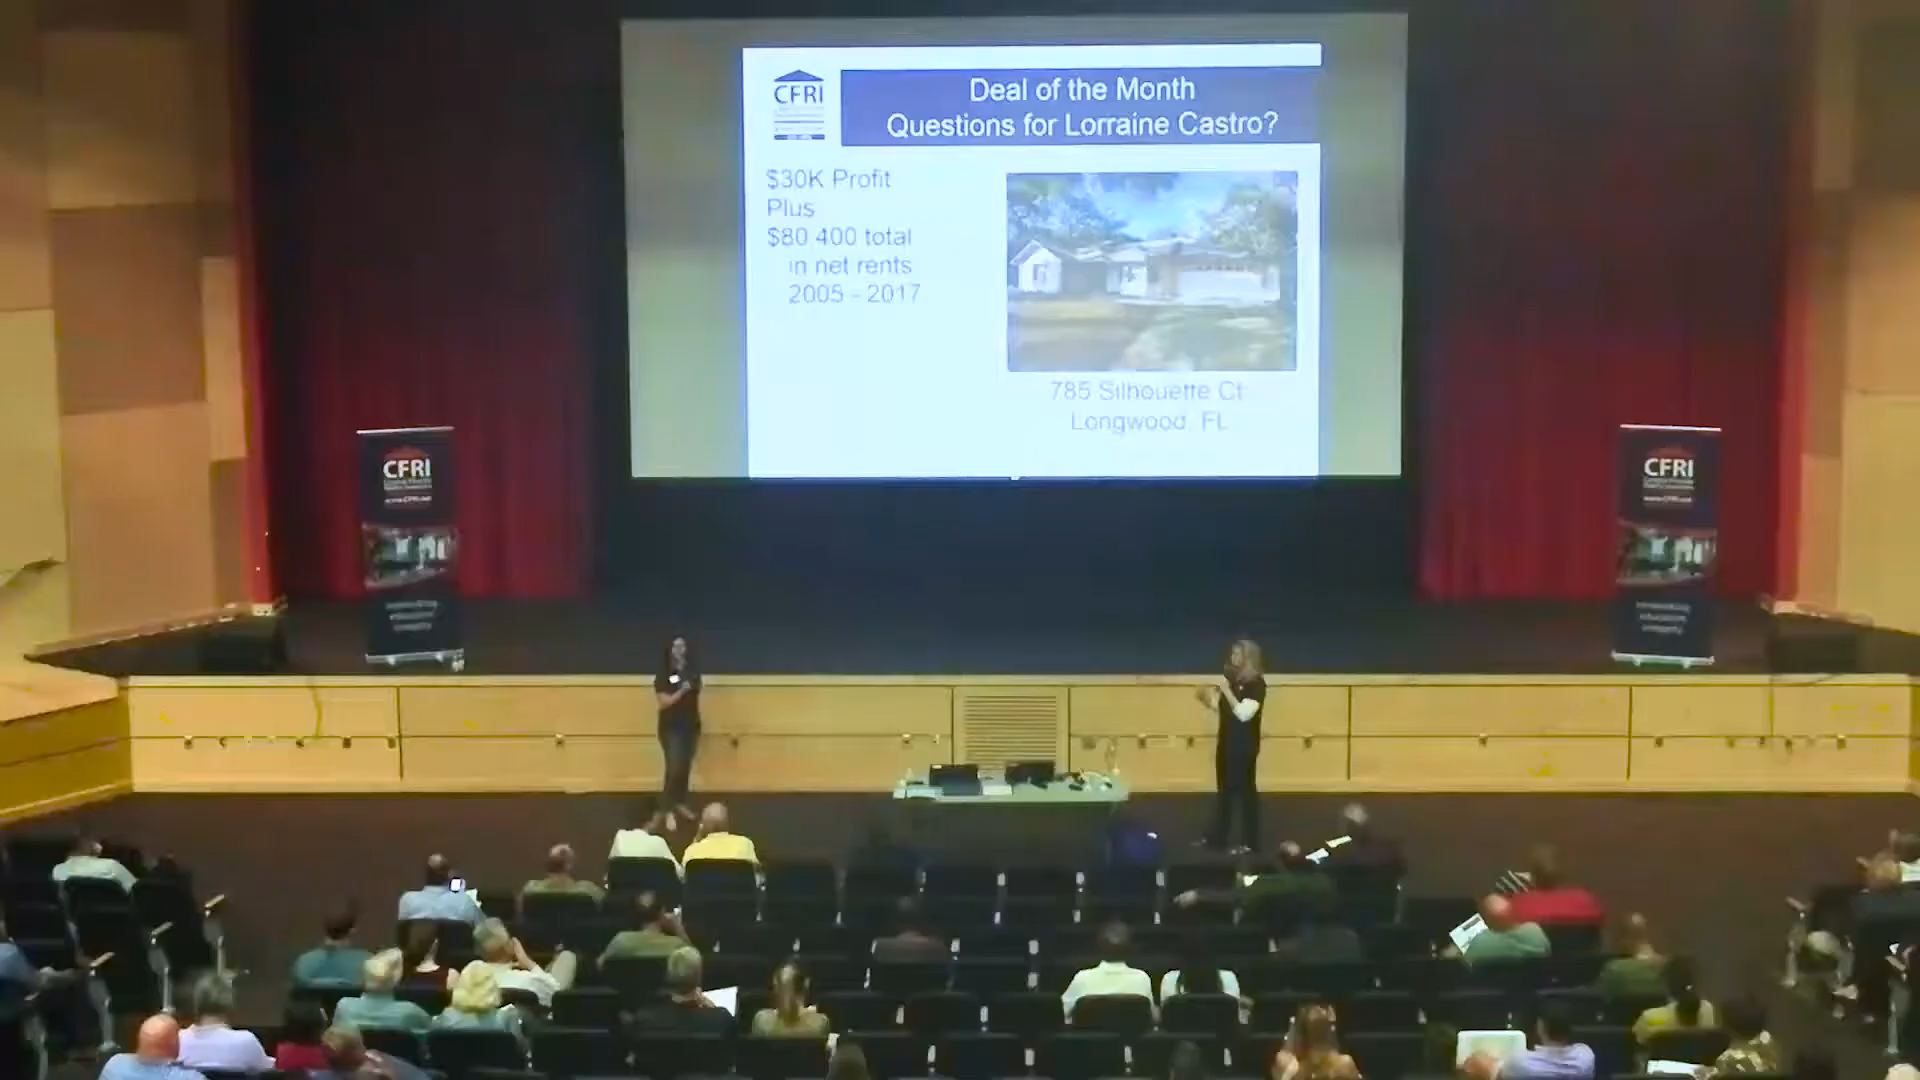 Deal of the Month
Questions for Lorraine Castro?
CFRI
$30K Profit
Plus
$80 400 total
in net rents
2005 - 2017
785 Silhouette Ct
Longwood, FL
CFRI
CFRI